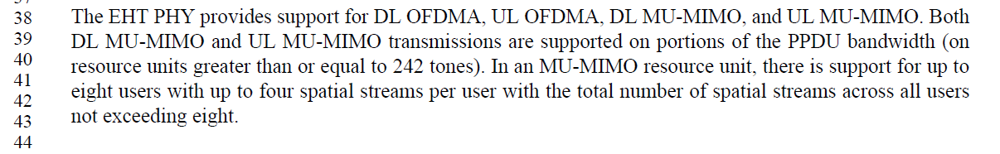 38 The EHT PHY provides support for DL OFDMA, UL OFDMA, DL MU-MIMO, and UL MU-MIMO. Both
39 DL MU-MIMO and UL MU-MIMO transmissions are supported on portions of the PPDU bandwidth (on
40 resource units greater than or equal to 242 tones). In an MU-MIMO resource unit, there is support for up to
41 eight users with up to four spatial streams per user with the total number of spatial streams across all users
42 not exceeding eight.
43
44